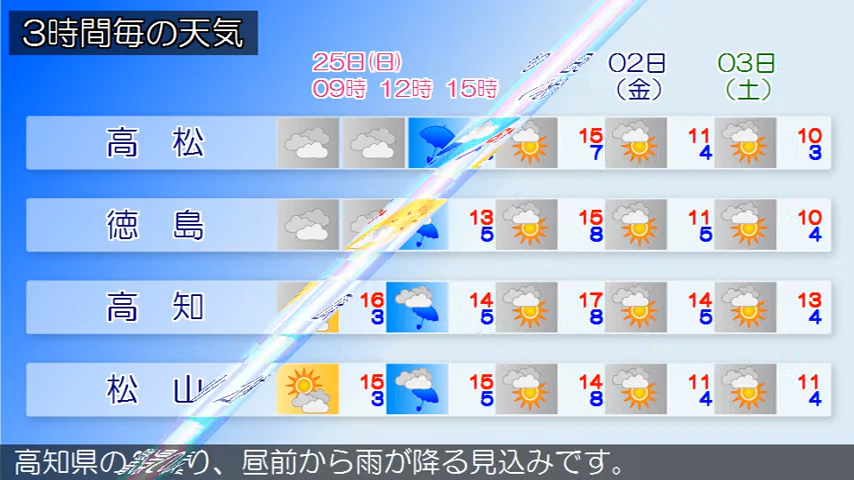 3時間毎の天気
25日(日)
09時 12時 15時
02日 03日
(金) (土)
高松 15 7 11 4 10 3
徳島 13 5 15 8 11 5 10 4
高知 16 3 14 5 17 8 14 5 13 4
松山 15 3 15 5 14 8 11 4 11 4
高知県の り、昼前から雨が降る見込みです。